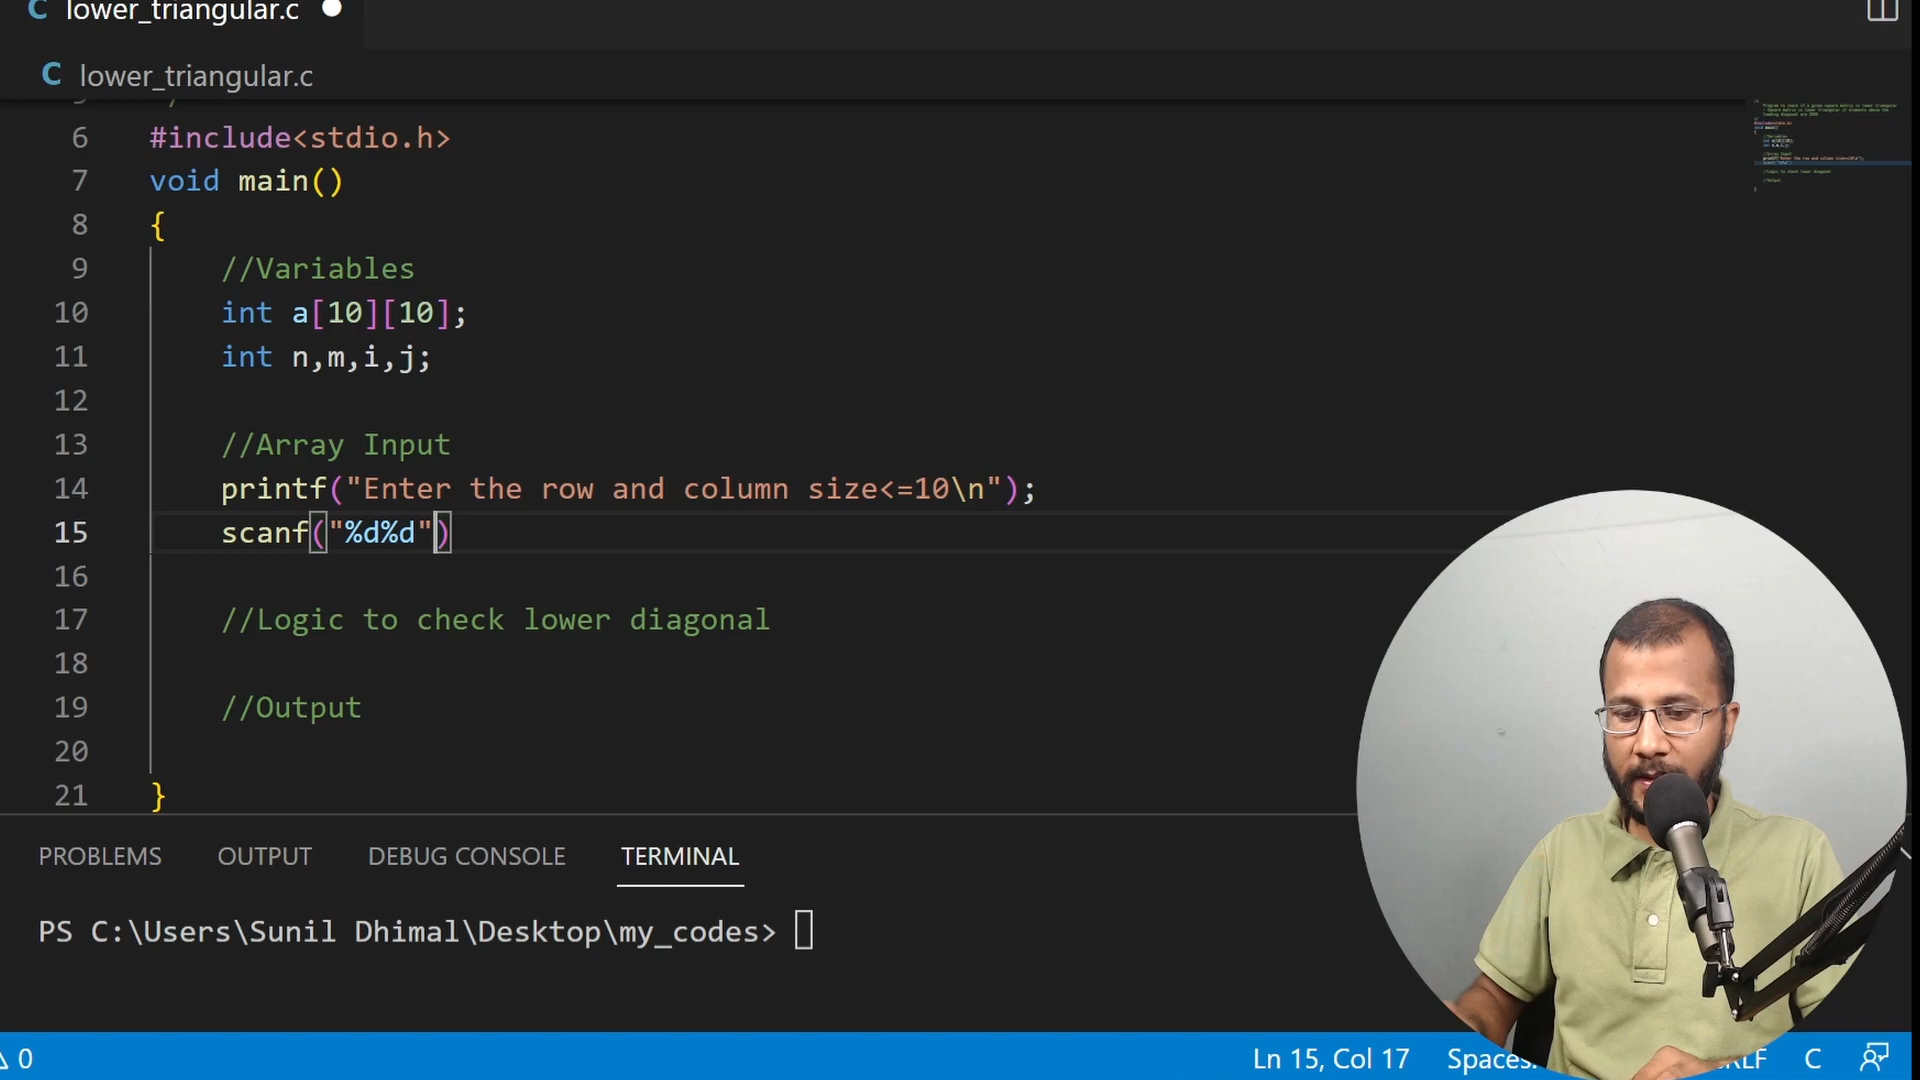 C lower_triangular.c
C lower_triangular.c
6 #include<stdio.h>
7 void main()
8 {
9 //Variables
10 int a[10][10];
11 int n,m,i,j;
12
13 //Array Input
14 printf("Enter the row and column size<=10\n");
15 scanf("%d%d")
16
17 //Logic to check lower diagonal
18
19 //Output
20
21 }
PROBLEMS OUTPUT DEBUG CONSOLE TERMINAL
PS C:\Users\Sunil Dhimal\Desktop\my_codes>
0 Ln 15, Col 17 Spaces: C